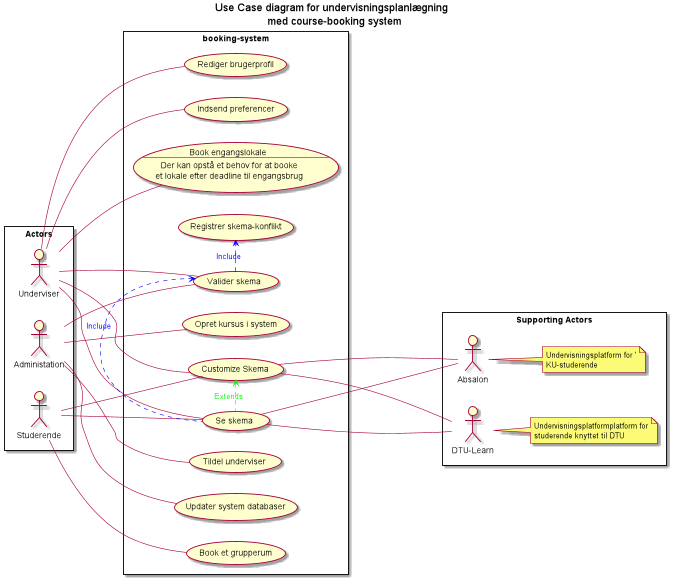 Use Case diagram for undervisningsplanlægning
med course-booking system
booking-system
Rediger brugerprofil
Indsend preferencer
Book engangslokale
Der kan opstå et behov for at booke
et lokale efter deadline til engangsbrug
Registrer skema-konflikt
Include
Valider skema
Include
Opret kursus i system
Customize Skema
Extends
Se skema
Tildel underviser
Updater system databaser
Book et grupperum
Actors
Underviser
Administation
Studerende
Supporting Actors
Absalon
Undervisningsplatform for '
KU-studerende
DTU-Learn
Undervisningsplatformplatform for
studerende knyttet til DTU